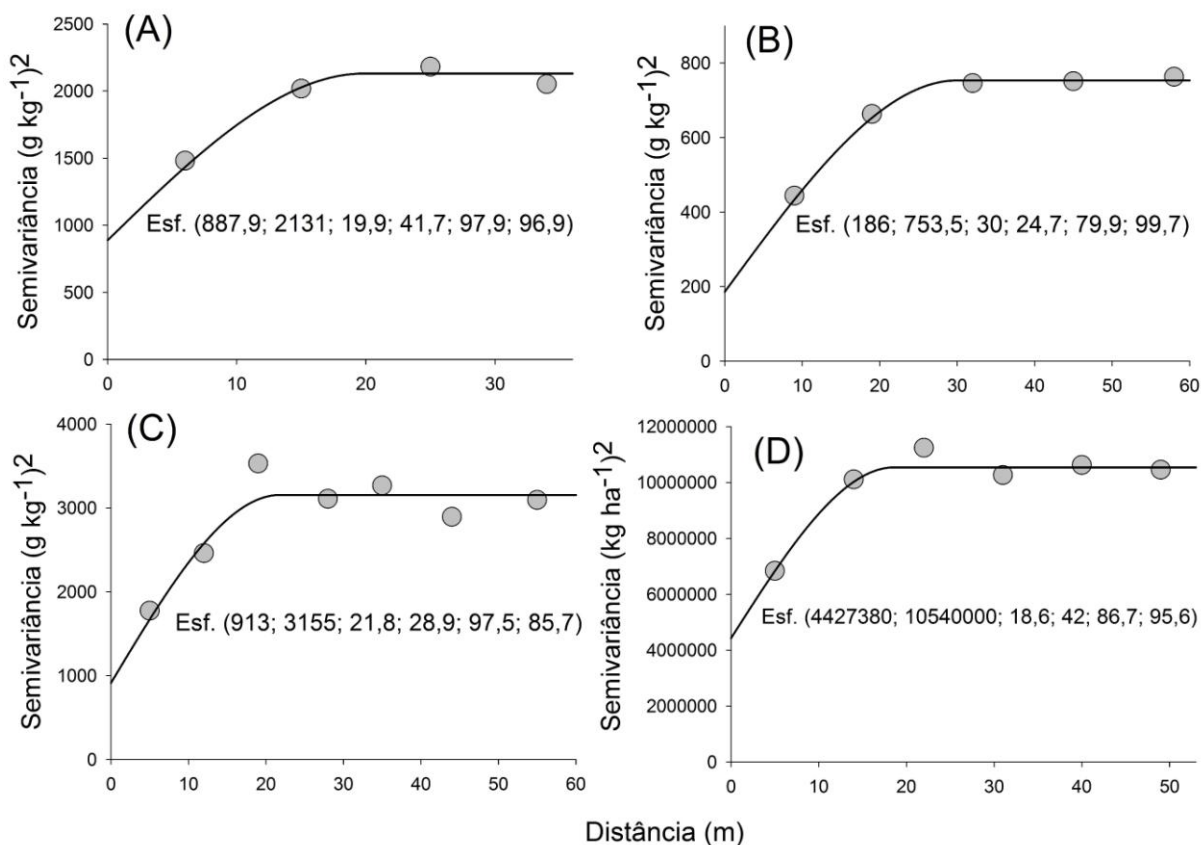 (A)
Semivariância (g kg-1)2
2500
2000
1500
1000
500
0
Esf. (887,9; 2131; 19,9; 41,7; 97,9; 96,9)
0 10 20 30
(B)
Semivariância (g kg-1)2
800
600
400
200
0
Esf. (186; 753,5; 30; 24,7; 79,9; 99,7)
0 10 20 30 40 50 60
(C)
Semivariância (g kg-1)2
4000
3000
2000
1000
0
Esf. (913; 3155; 21,8; 28,9; 97,5; 85,7)
0 10 20 30 40 50 60
(D)
Semivariância (kg ha-1)2
12000000
10000000
8000000
6000000
4000000
2000000
0
Esf. (4427380; 10540000; 18,6; 42; 86,7; 95,6)
0 10 20 30 40 50
Distância (m)